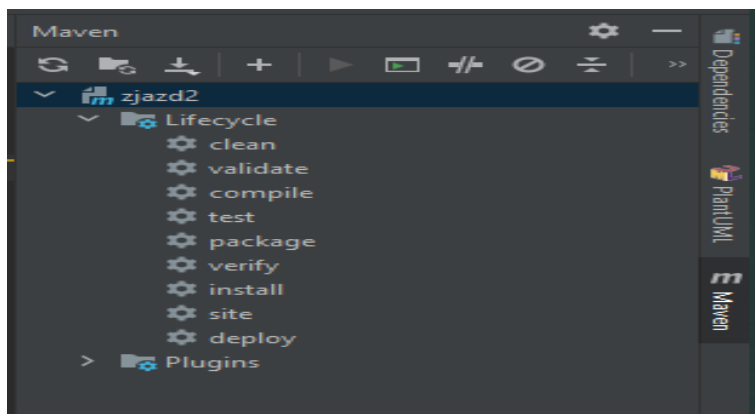 Maven
zjazd2
Lifecycle
clean
validate
compile
test
package
verify
install
site
deploy
Plugins
Dependencies
PlantUML
m Maven